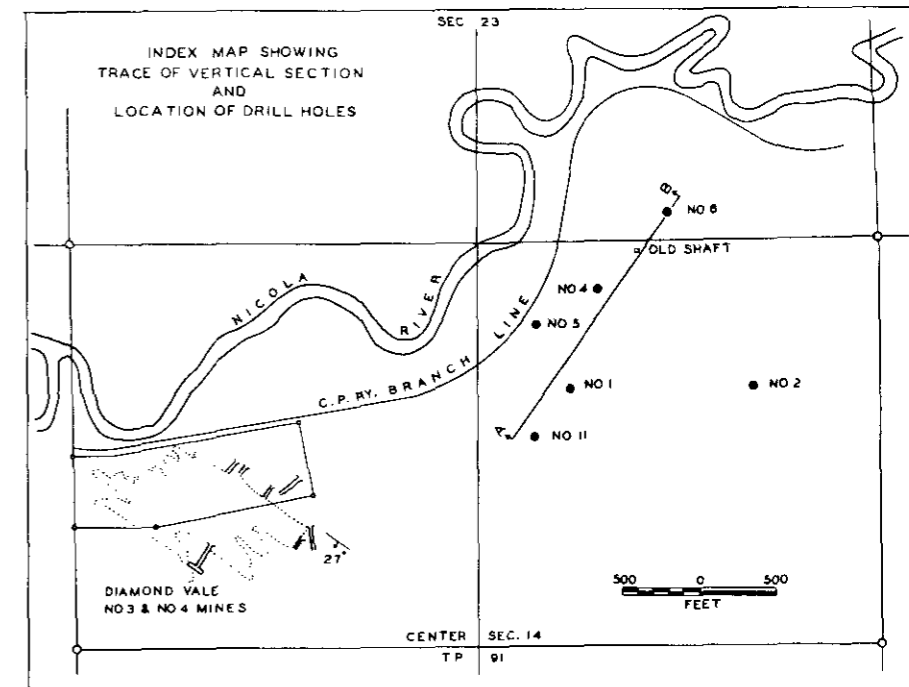 SEC 23
INDEX MAP SHOWING
TRACE OF VERTICAL SECTION
AND
LOCATION OF DRILL HOLES
B
NO 6
OLD SHAFT
NO 4
NICOLA RIVER
NO 5
C.P. RY. BRANCH LINE
NO 1
NO 2
A
NO 11
27°
DIAMOND VALE
NO 3 & NO 4 MINES
500 0 500
FEET
CENTER SEC. 14
TP 91